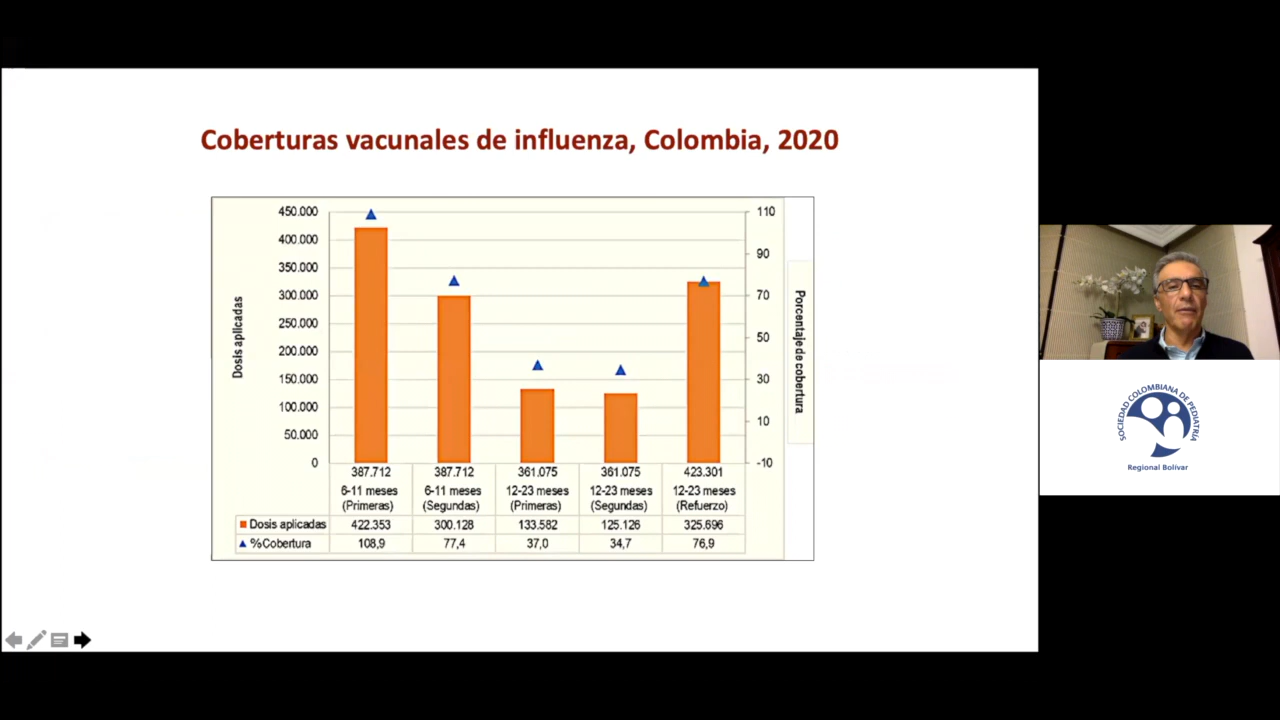 Coberturas vacunales de influenza, Colombia, 2020
Dosis aplicadas
450.000
400.000
350.000
300.000
250.000
200.000
150.000
100.000
50.000
0
110
90
70
50
30
10
-10
Porcentaje de cobertura
387.712 387.712 361.075 361.075 423.301
6-11 meses 6-11 meses 12-23 meses 12-23 meses 12-23 meses
(Primeras) (Segundas) (Primeras) (Segundas) (Refuerzo)
Dosis aplicadas 422.353 300.128 133.582 125.126 325.696
%Cobertura 108,9 77,4 37,0 34,7 76,9
SOCIEDAD COLOMBIANA DE PEDIATRÍA
Regional Bolívar